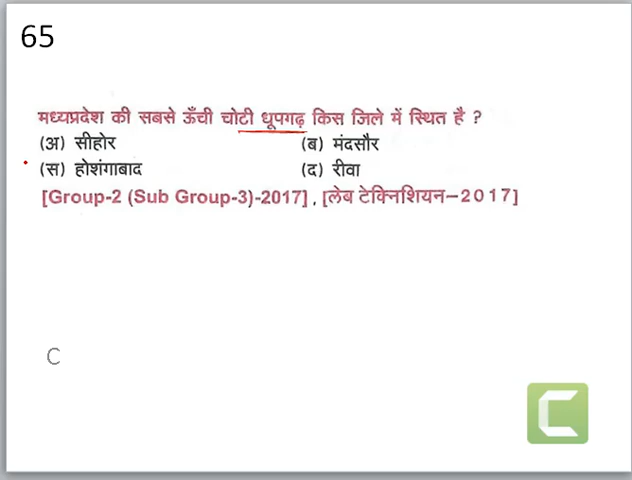 65
मध्यप्रदेश की सबसे ऊँची चोटी धूपगढ़ किस जिले में स्थित है ?
(अ) सीहोर (ब) मंदसौर
(स) होशंगाबाद (द) रीवा
[Group-2 (Sub Group-3)-2017] , [लेब टेक्निशियन–2017]
C